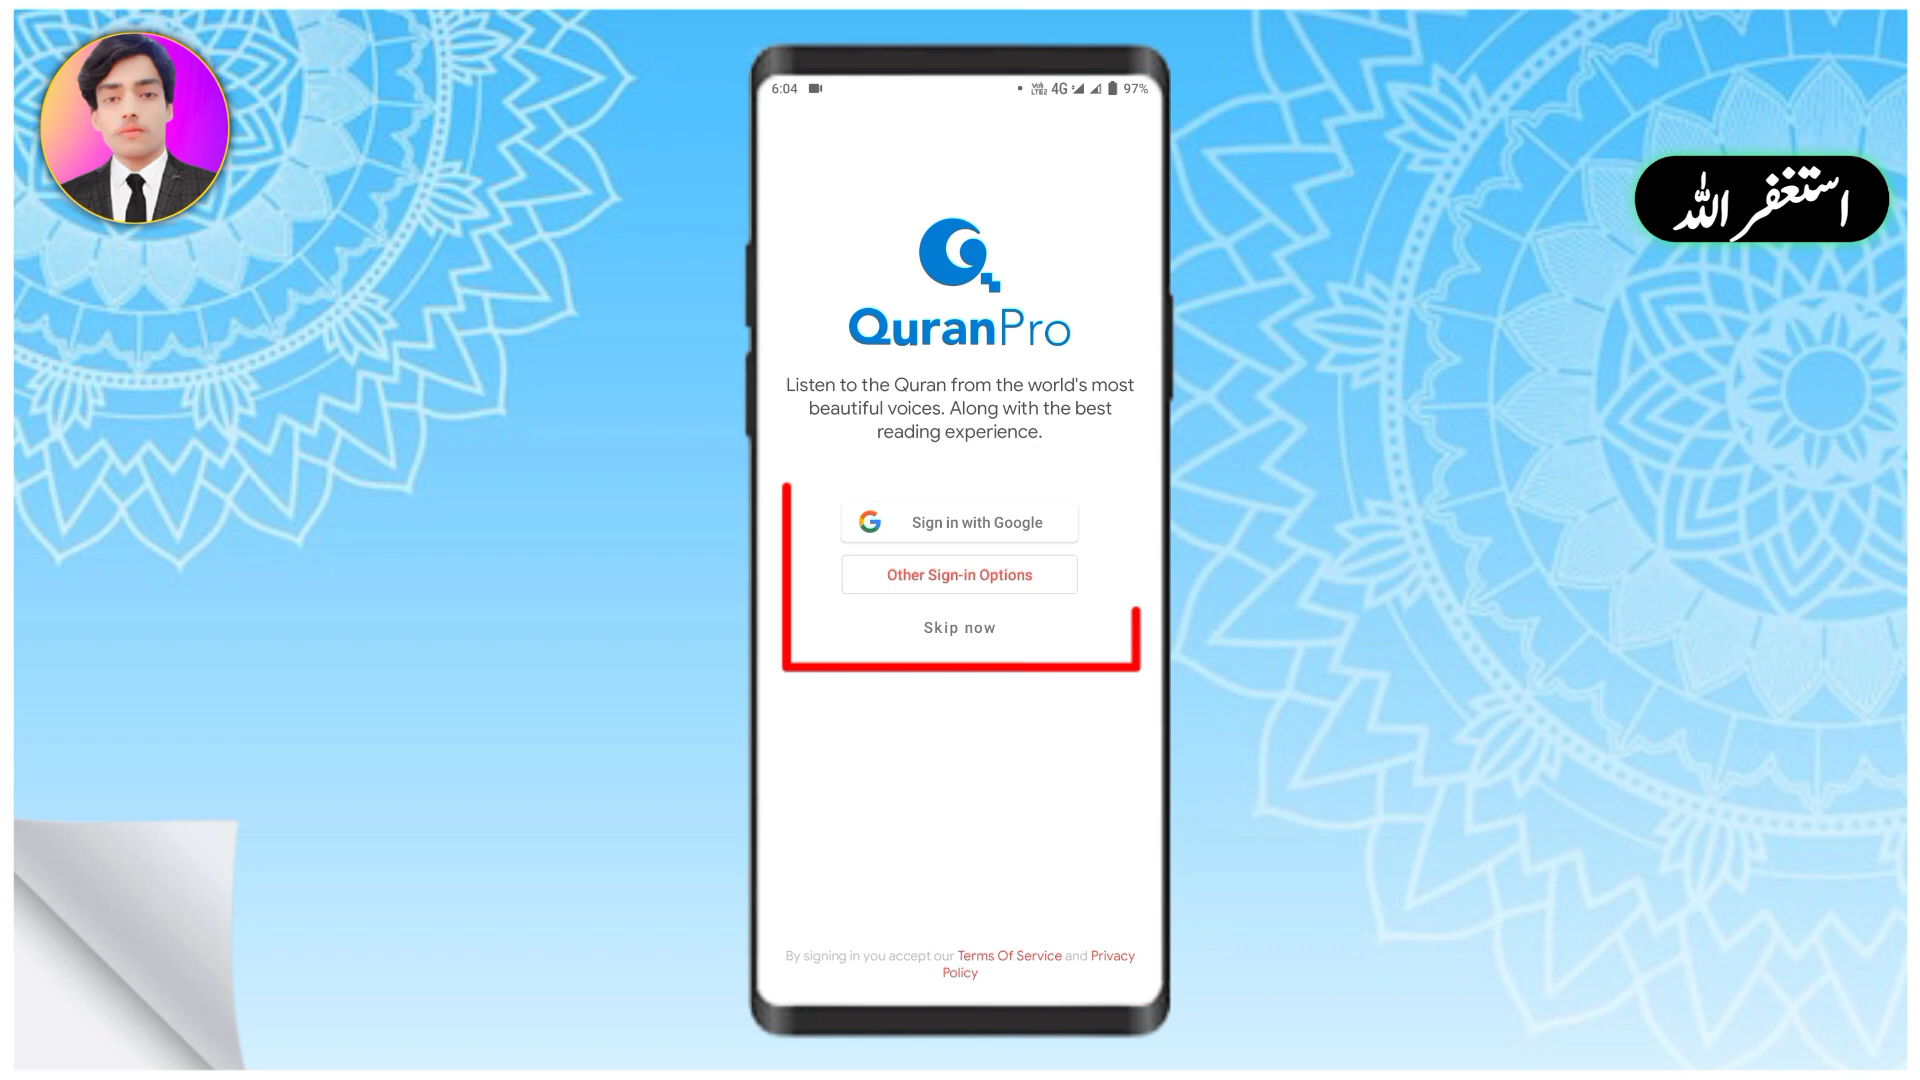 6:04
VoA LTE2 4G 97%
استغفر اللہ
QuranPro
Listen to the Quran from the world's most
beautiful voices. Along with the best
reading experience.
Sign in with Google
Other Sign-in Options
Skip now
By signing in you accept our Terms Of Service and Privacy
Policy